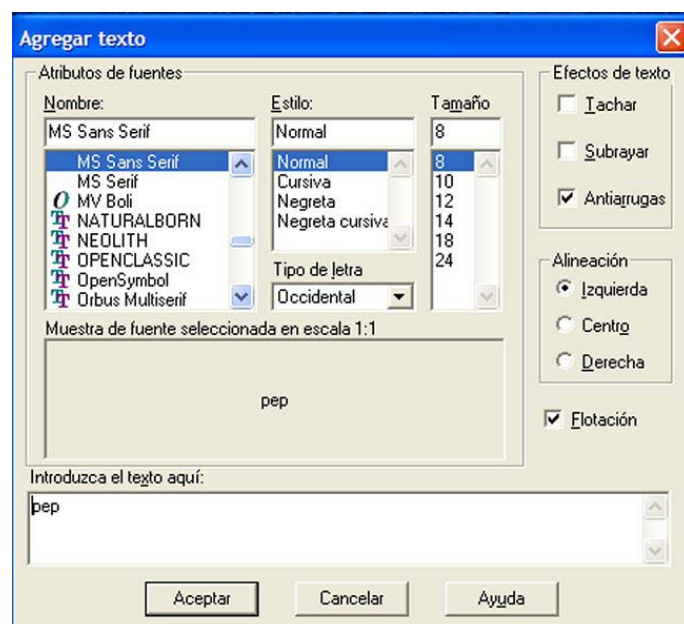 Agregar texto
Atributos de fuentes
Nombre:
MS Sans Serif
MS Sans Serif
MS Serif
MV Boli
NATURALBORN
NEOLITH
OPENCLASSIC
OpenSymbol
Orbus Multiserif
Estilo:
Normal
Normal
Cursiva
Negreta
Negreta cursiva
Tipo de letra
Occidental
Tamaño
8
8
10
12
14
18
24
Muestra de fuente seleccionada en escala 1:1
pep
Efectos de texto
Tachar
Subrayar
Antiarrugas
Alineación
Izquierda
Centro
Derecha
Flotación
Introduzca el texto aquí:
pep
Aceptar Cancelar Ayuda